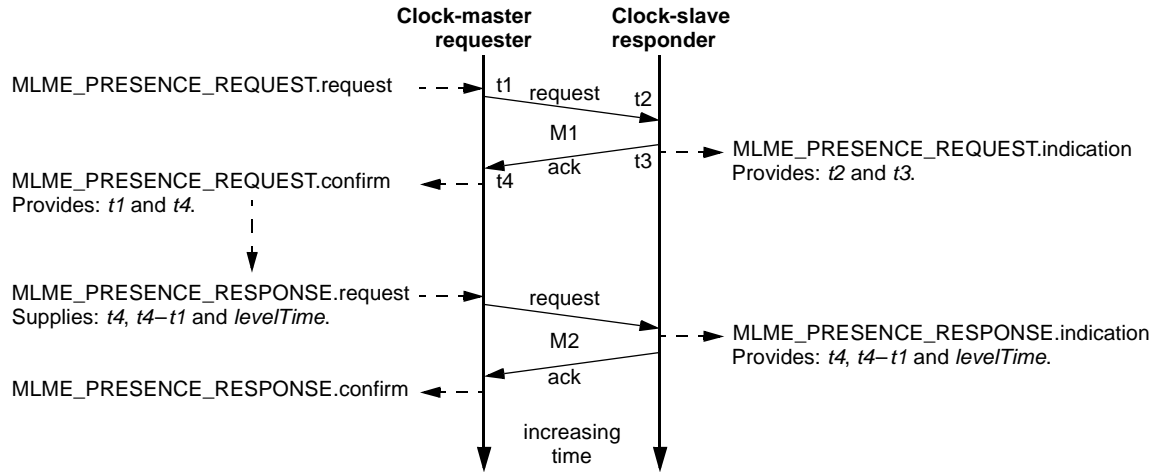 Clock-master requester
Clock-slave responder
MLME_PRESENCE_REQUEST.request
t1
request
t2
M1
ack
t3
t4
MLME_PRESENCE_REQUEST.indication
Provides: t2 and t3.
MLME_PRESENCE_REQUEST.confirm
Provides: t1 and t4.
MLME_PRESENCE_RESPONSE.request
Supplies: t4, t4–t1 and levelTime.
request
M2
ack
MLME_PRESENCE_RESPONSE.indication
Provides: t4, t4–t1 and levelTime.
MLME_PRESENCE_RESPONSE.confirm
increasing
time